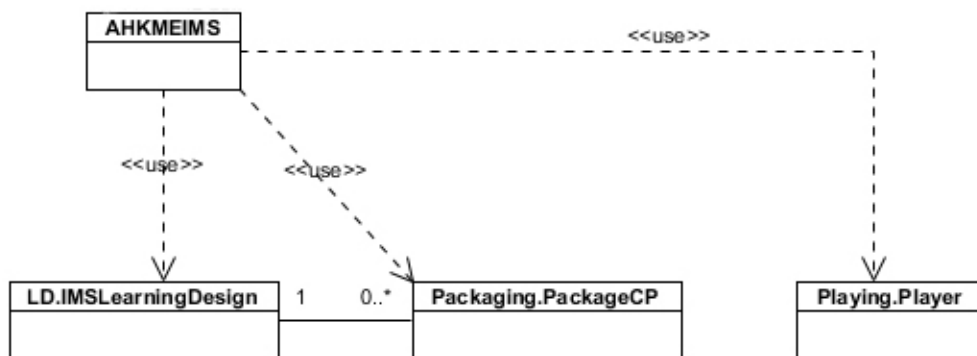 AHKMEIMS
<<use>>
<<use>>
<<use>>
LD.IMSLearningDesign
1
0..*
Packaging.PackageCP
Playing.Player